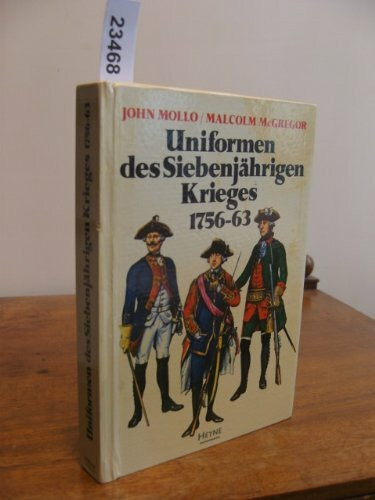 23468
JOHN MOLLO / MALCOLM McGREGOR
Uniformen
des Siebenjährigen
Krieges
1756-63
HEYNE
Uniformen des Siebenjährigen Krieges 1756-63